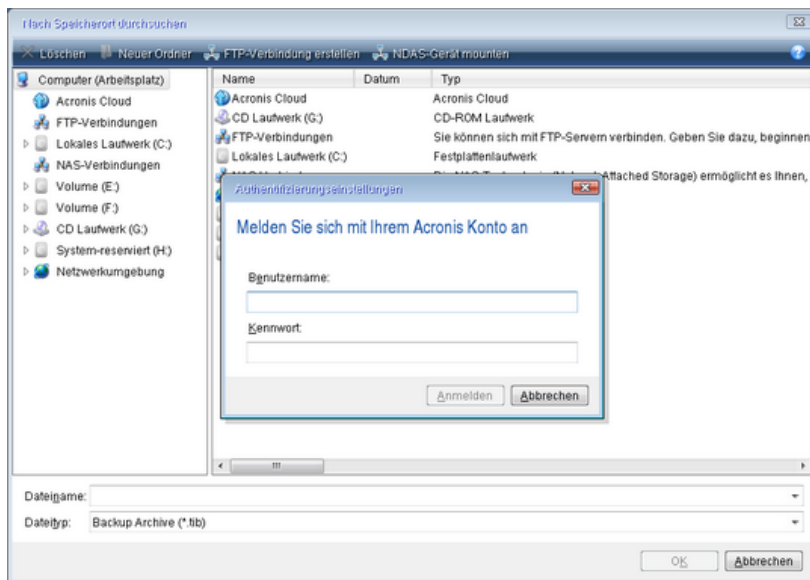 Nach Speicherort durchsuchen
Löschen Neuer Ordner FTP-Verbindung erstellen NDAS-Gerät mounten
Computer (Arbeitsplatz)
Acronis Cloud
FTP-Verbindungen
Lokales Laufwerk (C:)
NAS-Verbindungen
Volume (E:)
Volume (F:)
CD Laufwerk (G:)
System-reserviert (H:)
Netzwerkumgebung
Name Datum Typ
Acronis Cloud Acronis Cloud
CD Laufwerk (G:) CD-ROM Laufwerk
FTP-Verbindungen Sie können sich mit FTP-Servern verbinden. Geben Sie dazu, beginnen
Lokales Laufwerk (C:) Festplattenlaufwerk
Attached Storage) ermöglicht es Ihnen,
Authentifizierungseinstellungen
Melden Sie sich mit Ihrem Acronis Konto an
Benutzername:
Kennwort:
Anmelden Abbrechen
Dateiname:
Dateityp: Backup Archive (*.tib)
OK Abbrechen